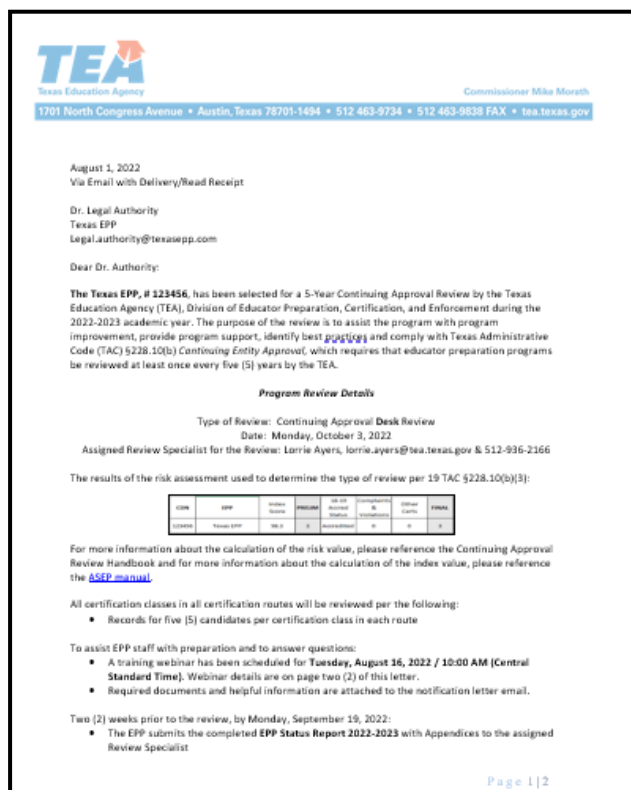 TEA
Texas Education Agency
Commissioner Mike Morath
1701 North Congress Avenue • Austin, Texas 78701-1494 • 512 463-9734 • 512 463-9838 FAX • tea.texas.gov
August 1, 2022
Via Email with Delivery/Read Receipt
Dr. Legal Authority
Texas EPP
Legal.authority@texasepp.com
Dear Dr. Authority:
The Texas EPP, # 123456, has been selected for a 5-Year Continuing Approval Review by the Texas
Education Agency (TEA), Division of Educator Preparation, Certification, and Enforcement during the
2022-2023 academic year. The purpose of the review is to assist the program with program
improvement, provide program support, identify best practices and comply with Texas Administrative
Code (TAC) §228.10(b) Continuing Entity Approval, which requires that educator preparation programs
be reviewed at least once every five (5) years by the TEA.
Program Review Details
Type of Review: Continuing Approval Desk Review
Date: Monday, October 3, 2022
Assigned Review Specialist for the Review: Lorrie Ayers, lorrie.ayers@tea.texas.gov & 512-936-2166
The results of the risk assessment used to determine the type of review per 19 TAC §228.10(b)(3):
CDN EPP Index Score PRELIM Accred Status Complaints & Violations Other Certs FINAL
123456 Texas EPP Accredited 0 0
For more information about the calculation of the risk value, please reference the Continuing Approval
Review Handbook and for more information about the calculation of the index value, please reference
the ASEP manual.
All certification classes in all certification routes will be reviewed per the following:
• Records for five (5) candidates per certification class in each route
To assist EPP staff with preparation and to answer questions:
• A training webinar has been scheduled for Tuesday, August 16, 2022 / 10:00 AM (Central
Standard Time). Webinar details are on page two (2) of this letter.
• Required documents and helpful information are attached to the notification letter email.
Two (2) weeks prior to the review, by Monday, September 19, 2022:
• The EPP submits the completed EPP Status Report 2022-2023 with Appendices to the assigned
Review Specialist
Page 1|2